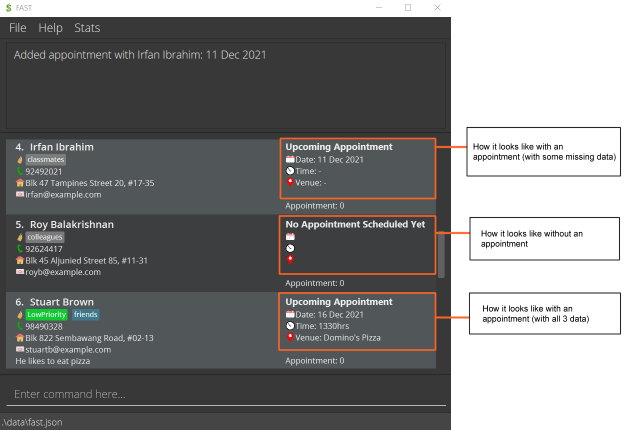 $ FAST
File Help Stats
Added appointment with Irfan Ibrahim: 11 Dec 2021
4. Irfan Ibrahim
classmates
92492021
Blk 47 Tampines Street 20, #17-35
irfan@example.com
Upcoming Appointment
Date: 11 Dec 2021
Time: -
Venue: -
Appointment: 0
How it looks like with an
appointment (with some missing data)
5. Roy Balakrishnan
colleagues
92624417
Blk 45 Aljunied Street 85, #11-31
royb@example.com
No Appointment Scheduled Yet
Appointment: 0
How it looks like without an
appointment
6. Stuart Brown
LowPriority friends
98490328
Blk 822 Sembawang Road, #02-13
stuartb@example.com
He likes to eat pizza
Upcoming Appointment
Date: 16 Dec 2021
Time: 1330hrs
Venue: Domino's Pizza
Appointment: 0
How it looks like with an
appointment (with all 3 data)
Enter command here...
.\data\fast.json